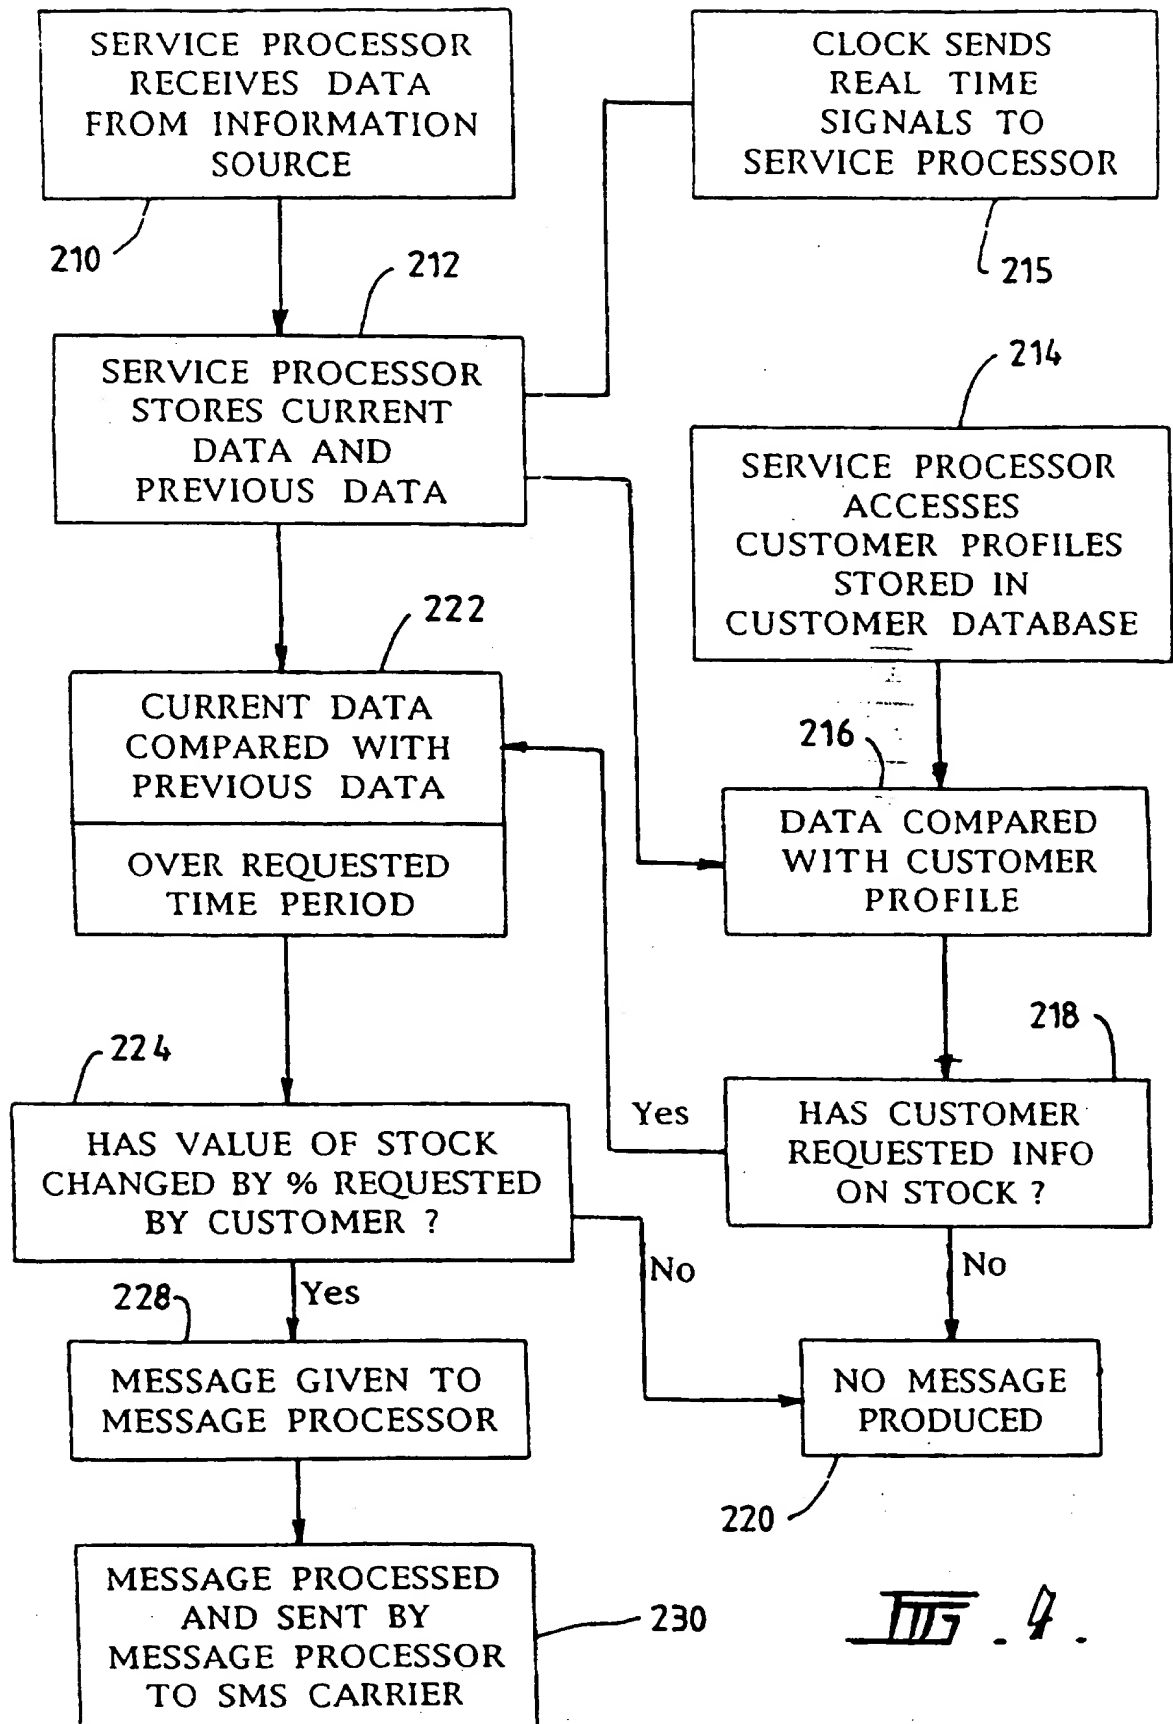 SERVICE PROCESSOR
RECEIVES DATA
FROM INFORMATION
SOURCE
210
CLOCK SENDS
REAL TIME
SIGNALS TO
SERVICE PROCESSOR
215
212
SERVICE PROCESSOR
STORES CURRENT
DATA AND
PREVIOUS DATA
214
SERVICE PROCESSOR
ACCESSES
CUSTOMER PROFILES
STORED IN
CUSTOMER DATABASE
222
CURRENT DATA
COMPARED WITH
PREVIOUS DATA
OVER REQUESTED
TIME PERIOD
216
DATA COMPARED
WITH CUSTOMER
PROFILE
218
HAS CUSTOMER
REQUESTED INFO
ON STOCK ?
Yes
No
224
HAS VALUE OF STOCK
CHANGED BY % REQUESTED
BY CUSTOMER ?
No
Yes
228
MESSAGE GIVEN TO
MESSAGE PROCESSOR
NO MESSAGE
PRODUCED
220
MESSAGE PROCESSED
AND SENT BY
MESSAGE PROCESSOR
TO SMS CARRIER
230
FIG. 4.